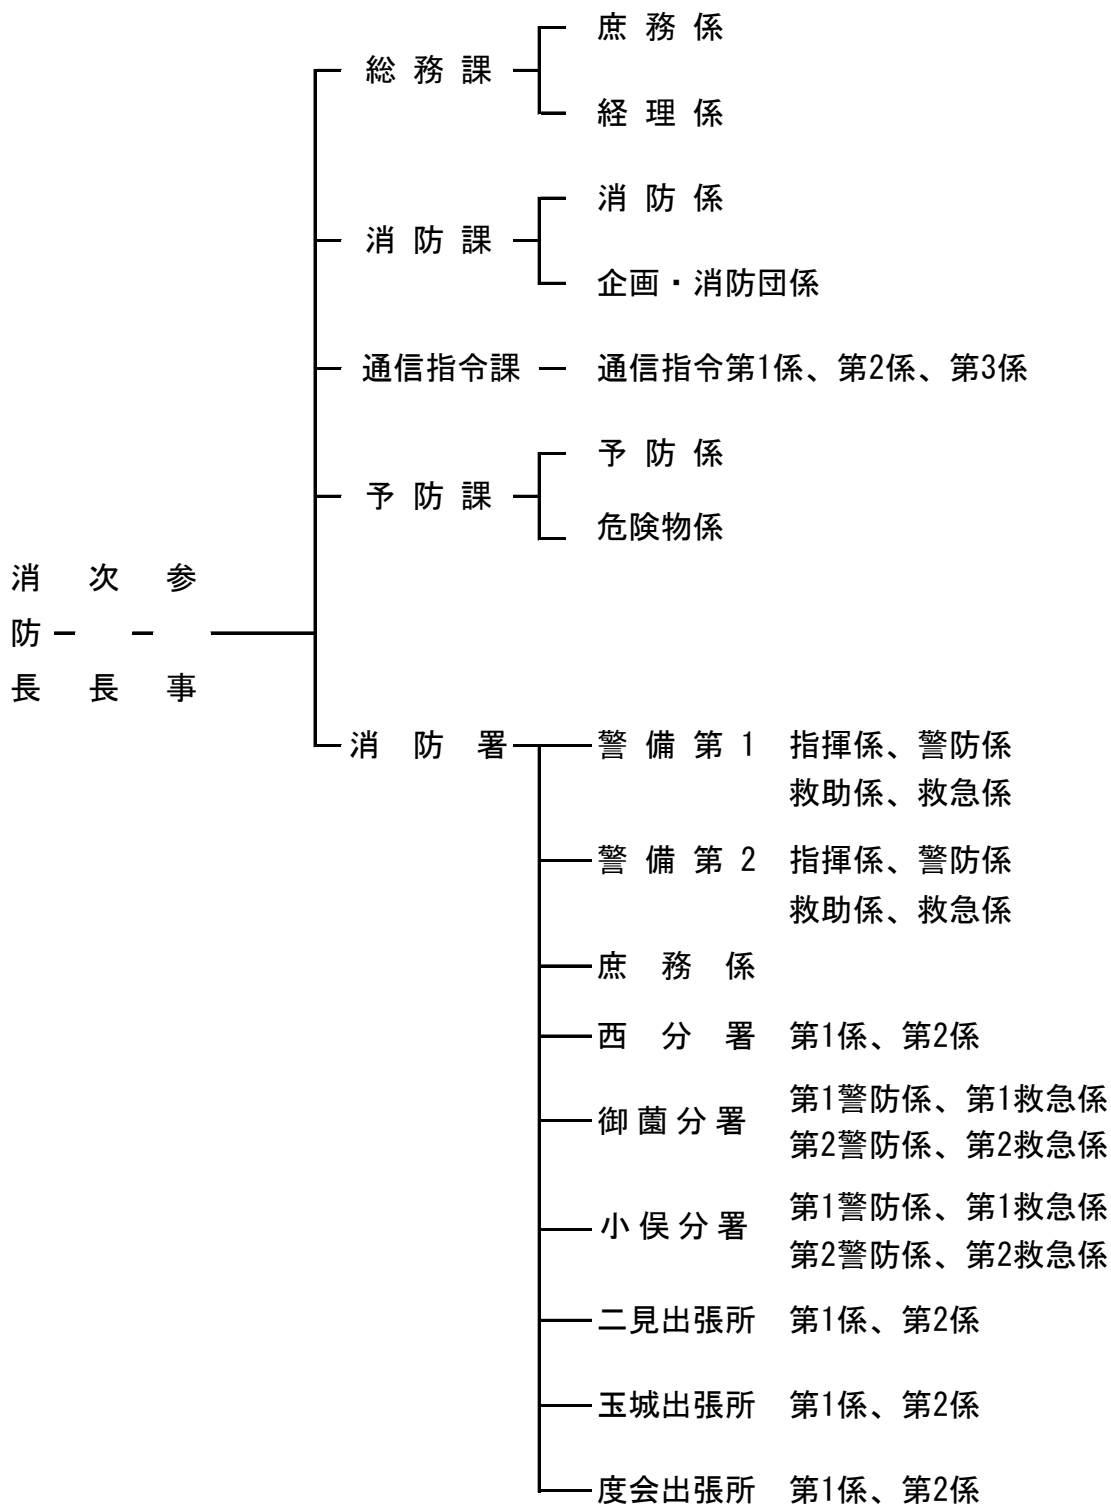 庶務係
総務課
経理係
消防係
消防課
企画・消防団係
通信指令課 通信指令第1係、第2係、第3係
予防係
予防課
危険物係
消防長 次長 参事
消防署 警備第1 指揮係、警防係
救助係、救急係
警備第2 指揮係、警防係
救助係、救急係
庶務係
西分署 第1係、第2係
第1警防係、第1救急係
御薗分署
第2警防係、第2救急係
第1警防係、第1救急係
小俣分署
第2警防係、第2救急係
二見出張所 第1係、第2係
玉城出張所 第1係、第2係
度会出張所 第1係、第2係